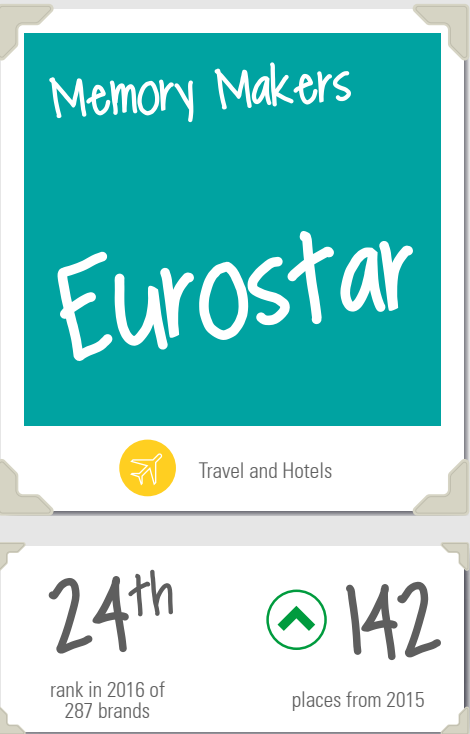 Memory Makers
Eurostar
Travel and Hotels
24th
rank in 2016 of
287 brands
142
places from 2015